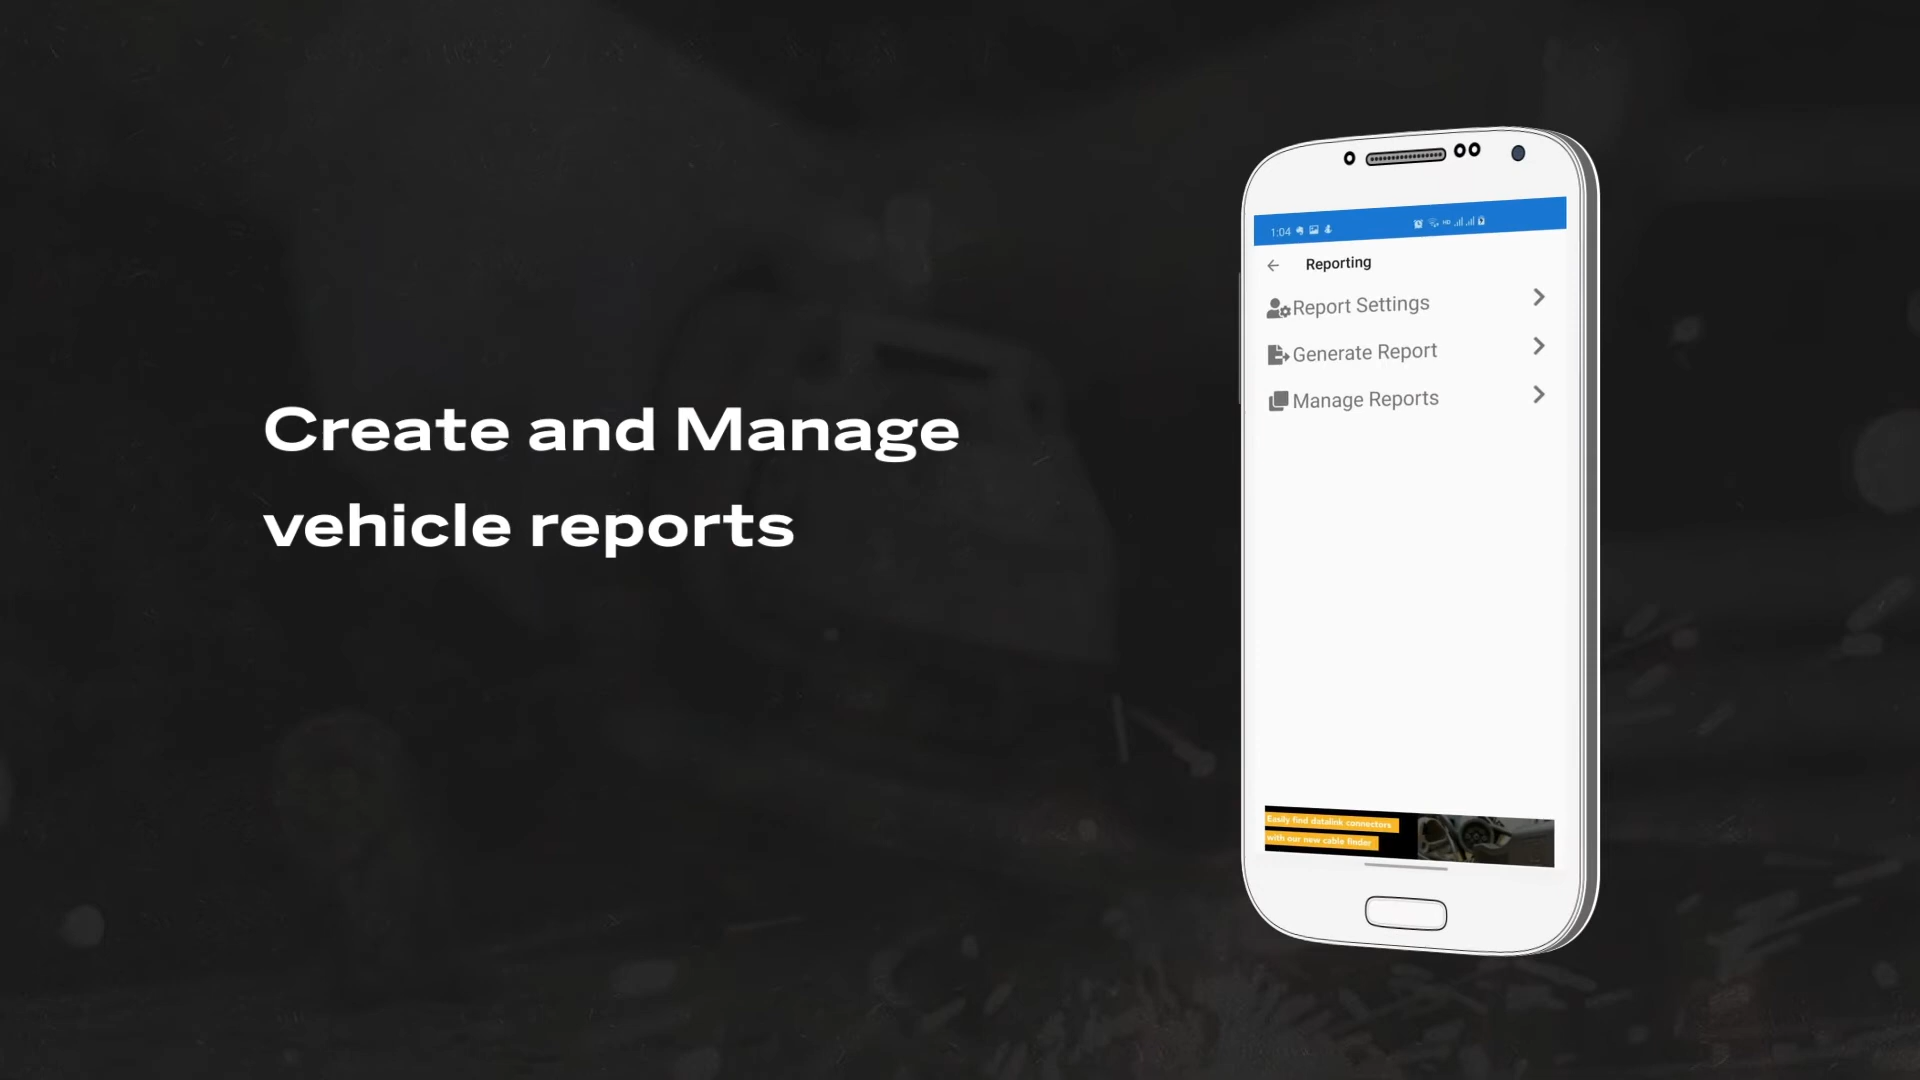 Create and Manage
vehicle reports
1:04
HD
Reporting
Report Settings
Generate Report
Manage Reports
Easily find datalink connectors
with our new cable finder